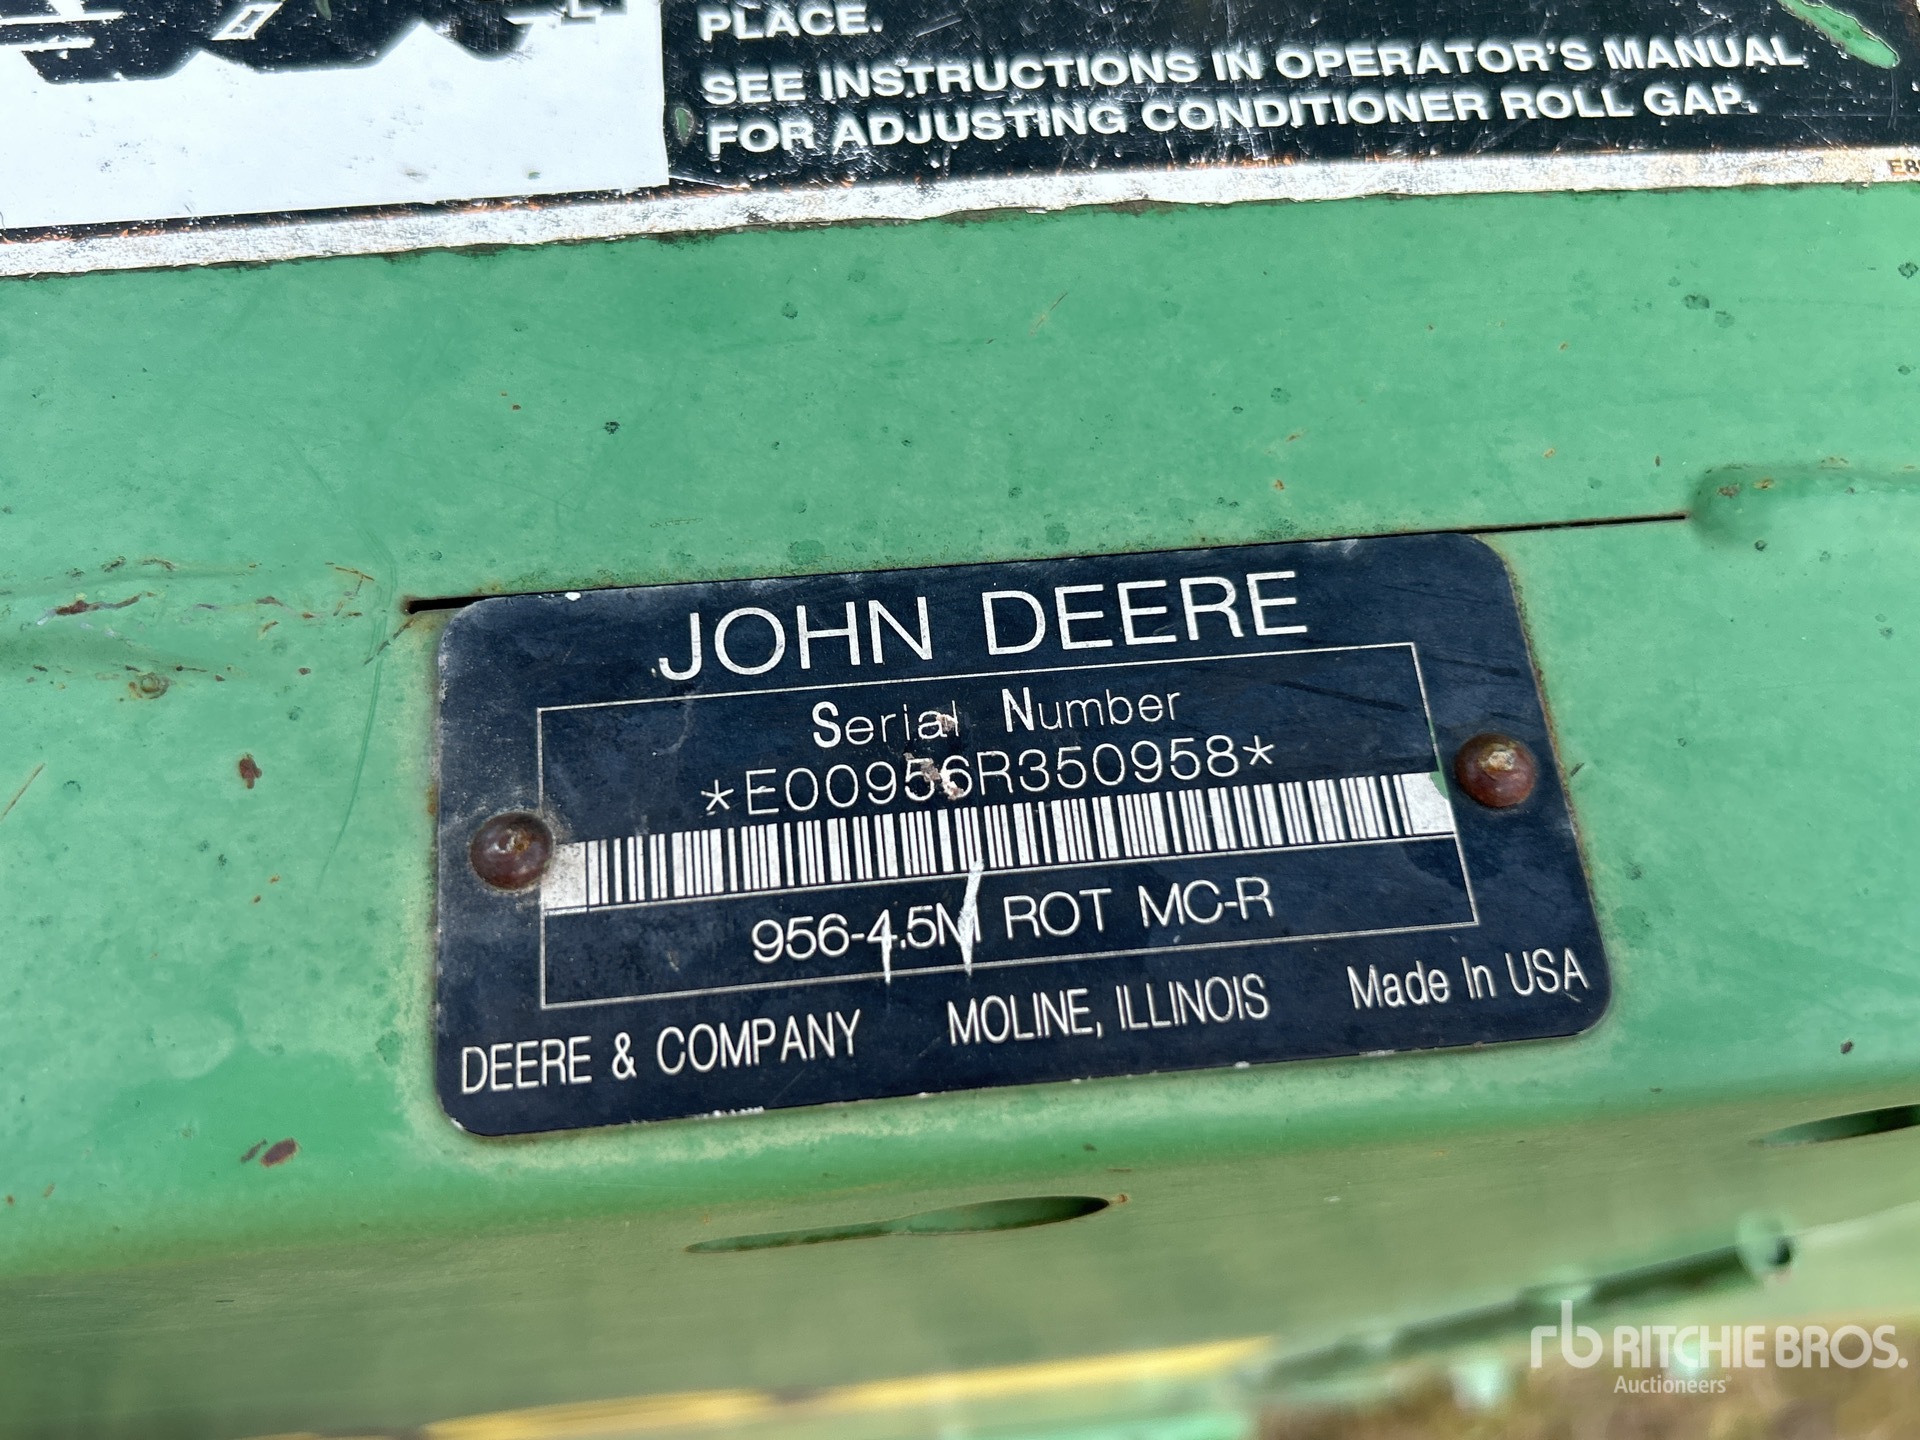 PLACE.
SEE INSTRUCTIONS IN OPERATOR'S MANUAL
FOR ADJUSTING CONDITIONER ROLL GAP.
JOHN DEERE
Serial Number
*E00956R350958*
956-4.5M ROT MC-R
DEERE & COMPANY MOLINE, ILLINOIS Made In USA
rb RITCHIE BROS.
Auctioneers